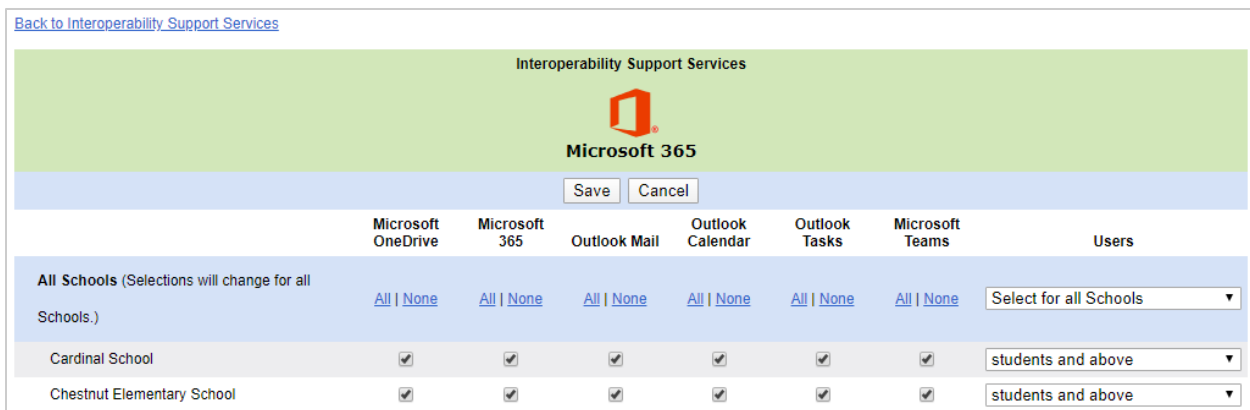 Back to Interoperability Support Services
Interoperability Support Services
Microsoft 365
Save Cancel
Microsoft OneDrive Microsoft 365 Outlook Mail Outlook Calendar Outlook Tasks Microsoft Teams Users
All Schools (Selections will change for all
Schools.)
All | None All | None All | None All | None All | None All | None Select for all Schools
Cardinal School students and above
Chestnut Elementary School students and above